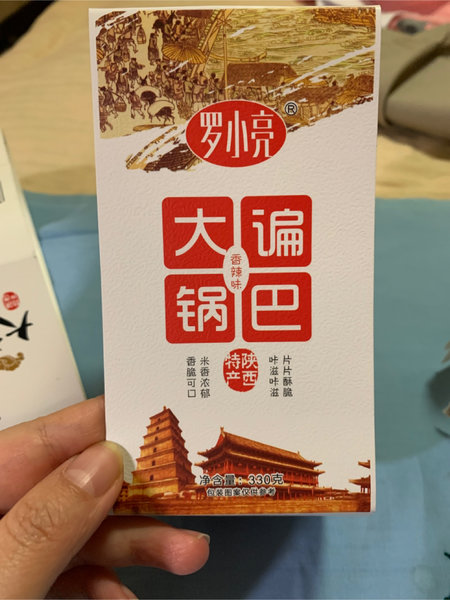 罗小亮®
大谝
锅巴
香辣味
米香浓郁
香脆可口
陕西
特产
片片酥脆
咔滋咔滋
净含量：330克
包装图案仅供参考